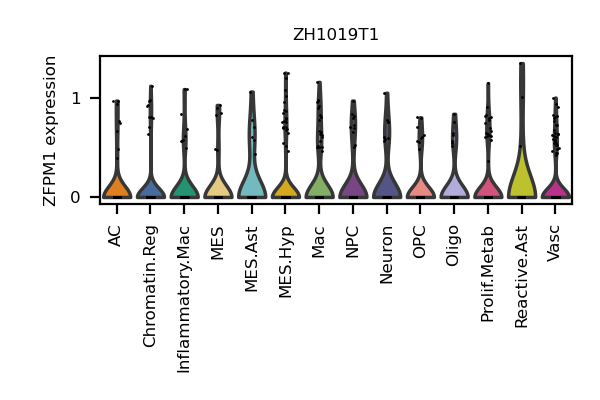 ZH1019T1
ZFPM1 expression
1
0
AC
Chromatin.Reg
Inflammatory.Mac
MES
MES.Ast
MES.Hyp
Mac
NPC
Neuron
OPC
Oligo
Prolif.Metab
Reactive.Ast
Vasc